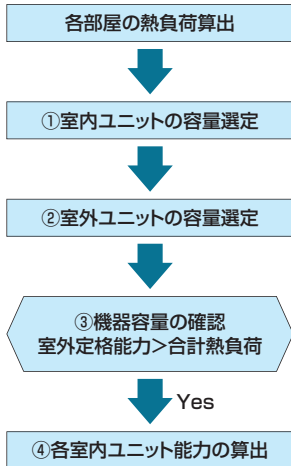 各部屋の熱負荷算出
①室内ユニットの容量選定
②室外ユニットの容量選定
③機器容量の確認
室外定格能力＞合計熱負荷
Yes
④各室内ユニット能力の算出